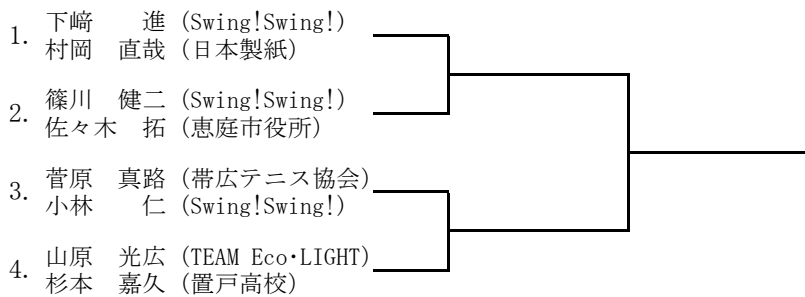 1. 下﨑　　進 (Swing!Swing!)
村岡　直哉 (日本製紙)
2. 篠川　健二 (Swing!Swing!)
佐々木　拓 (恵庭市役所)
3. 菅原　真路 (帯広テニス協会)
小林　　仁 (Swing!Swing!)
4. 山原　光広 (TEAM Eco･LIGHT)
杉本　嘉久 (置戸高校)